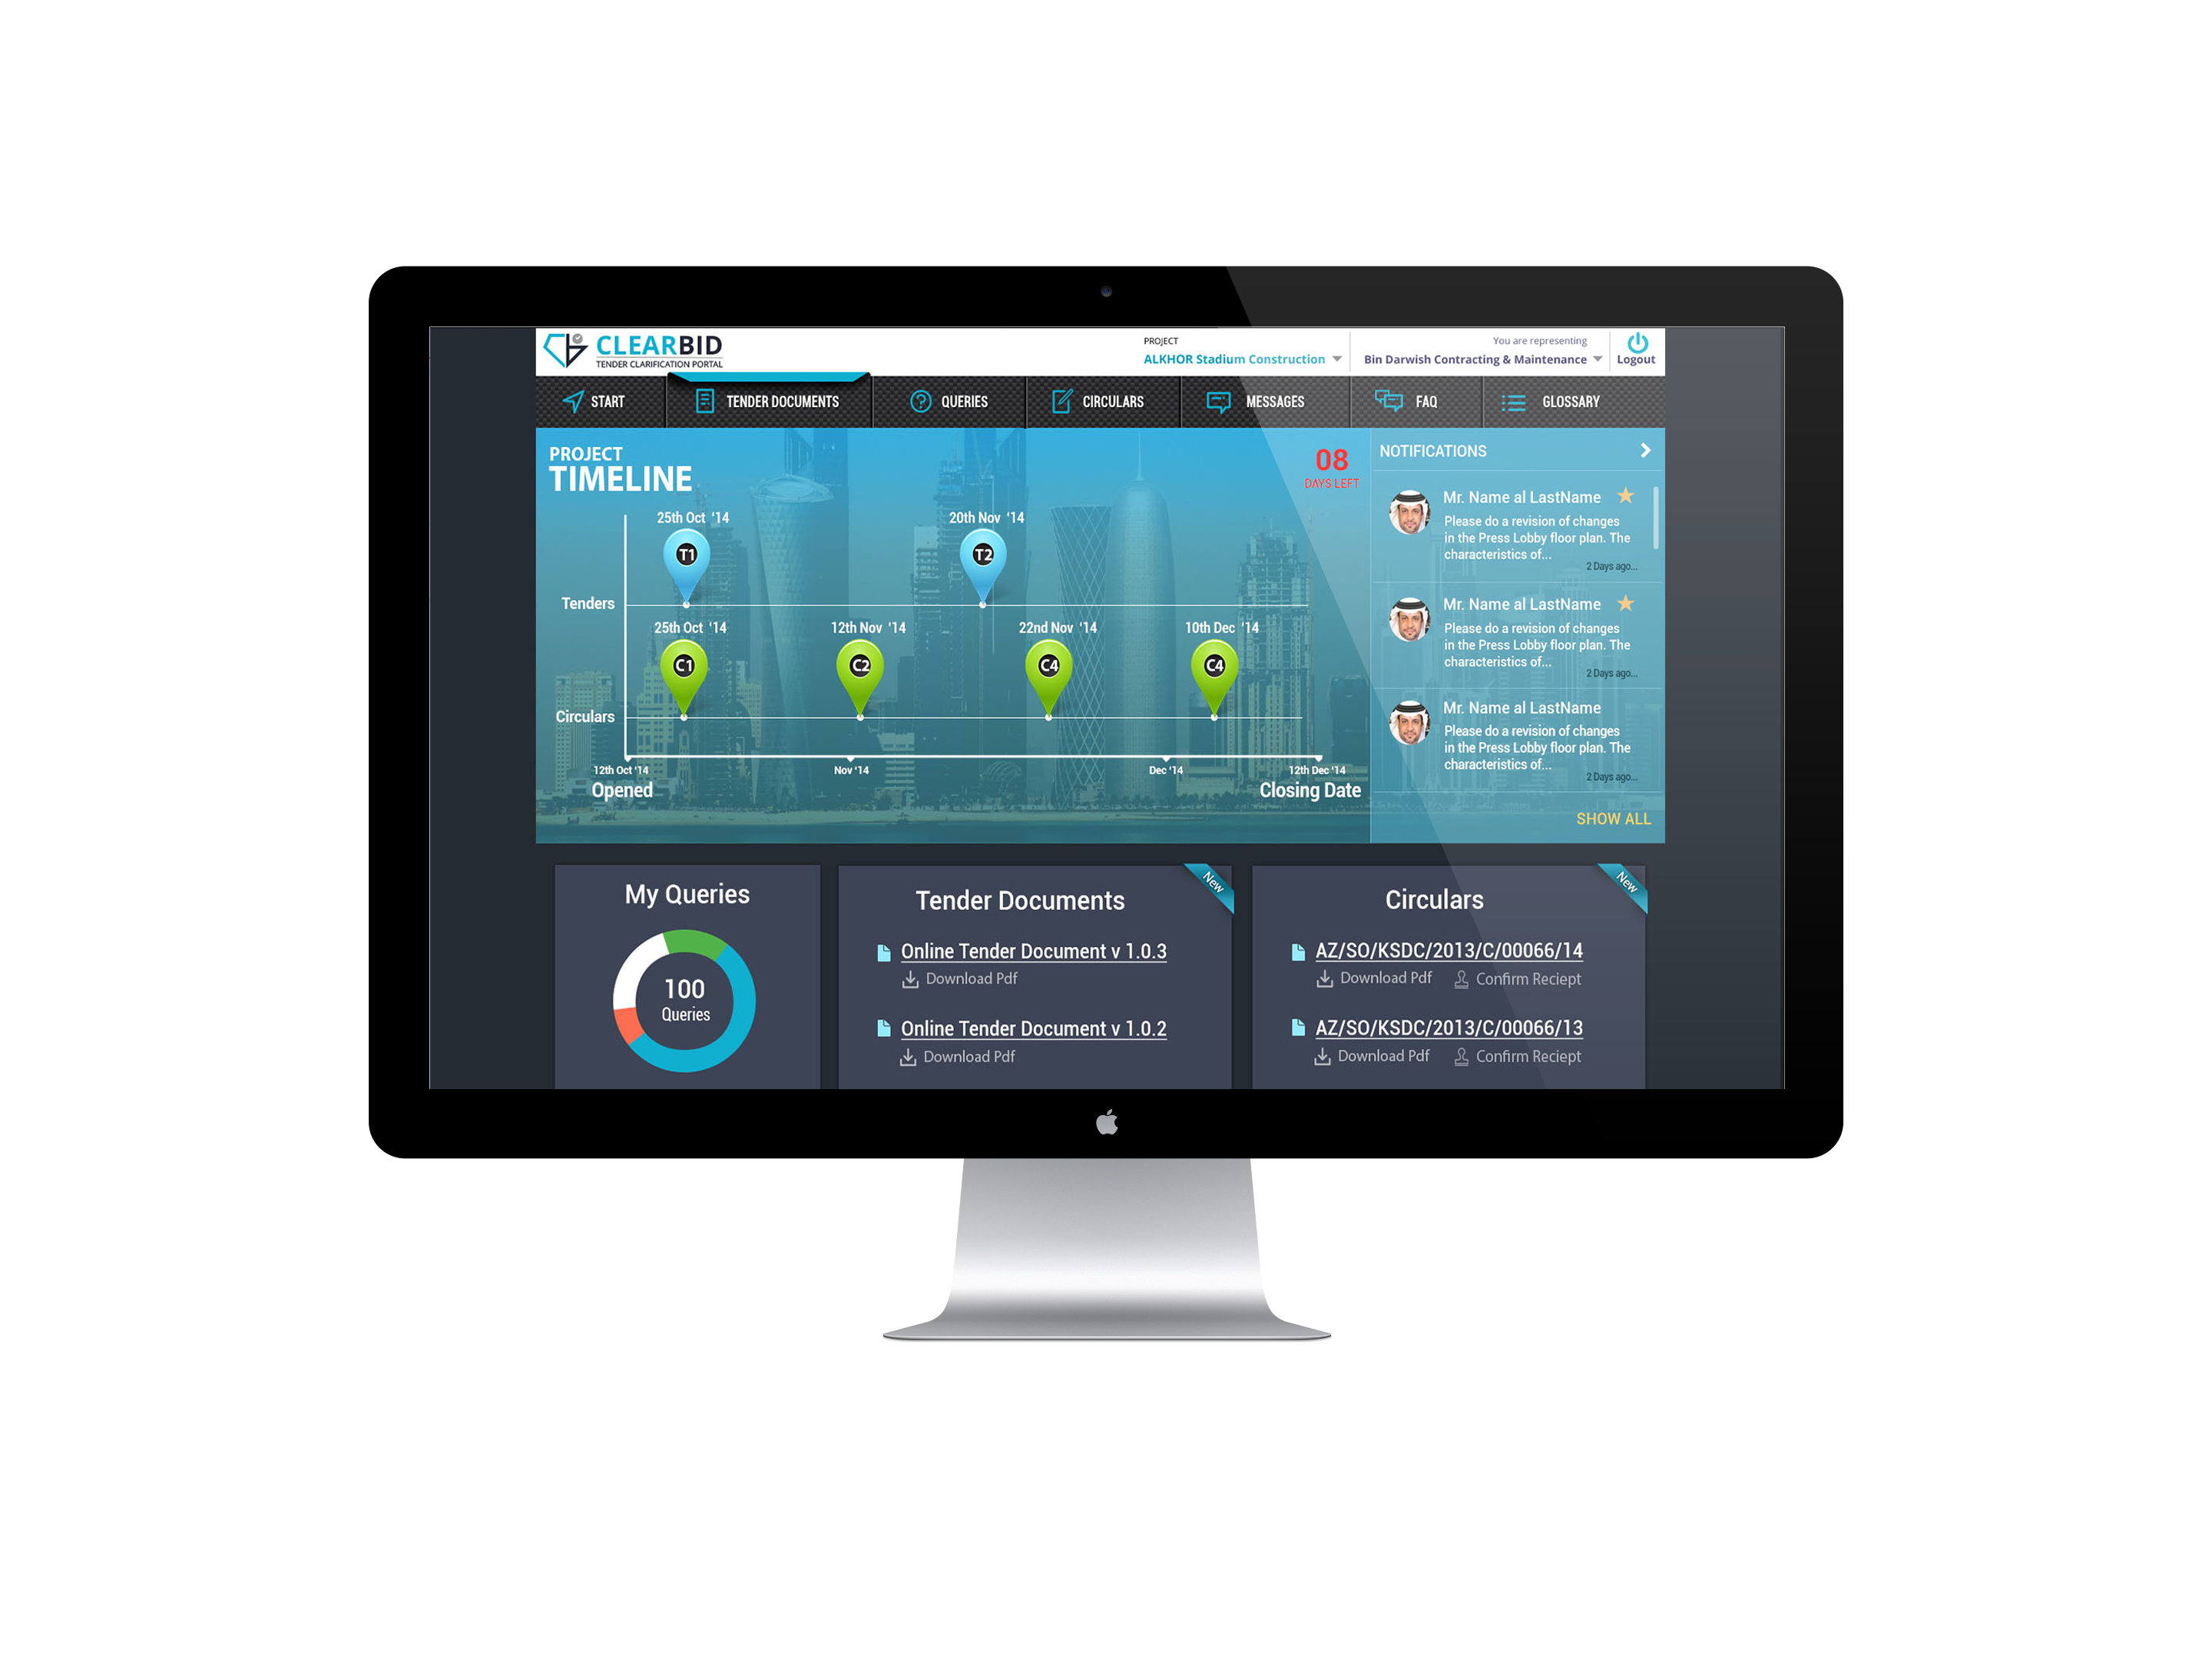 CLEARBID
TENDER CLARIFICATION PORTAL
PROJECT
ALKHOR Stadium Construction
You are representing
Bin Darwish Contracting & Maintenance
Logout
START
TENDER DOCUMENTS
QUERIES
CIRCULARS
MESSAGES
FAQ
GLOSSARY
PROJECT
TIMELINE
08
DAYS LEFT
25th Oct '14
20th Nov '14
T1
T2
Tenders
25th Oct '14
12th Nov '14
22nd Nov '14
10th Dec '14
C1
C2
C4
C4
Circulars
12th Oct '14
Nov '14
Dec '14
12th Dec '14
Opened
Closing Date
NOTIFICATIONS
Mr. Name al LastName
Please do a revision of changes
in the Press Lobby floor plan. The
characteristics of...
2 Days ago...
Mr. Name al LastName
Please do a revision of changes
in the Press Lobby floor plan. The
characteristics of...
2 Days ago...
Mr. Name al LastName
Please do a revision of changes
in the Press Lobby floor plan. The
characteristics of...
2 Days ago...
SHOW ALL
My Queries
100
Queries
Tender Documents
New
Online Tender Document v 1.0.3
Download Pdf
Online Tender Document v 1.0.2
Download Pdf
Circulars
New
AZ/SO/KSDC/2013/C/00066/14
Download Pdf
Confirm Reciept
AZ/SO/KSDC/2013/C/00066/13
Download Pdf
Confirm Reciept